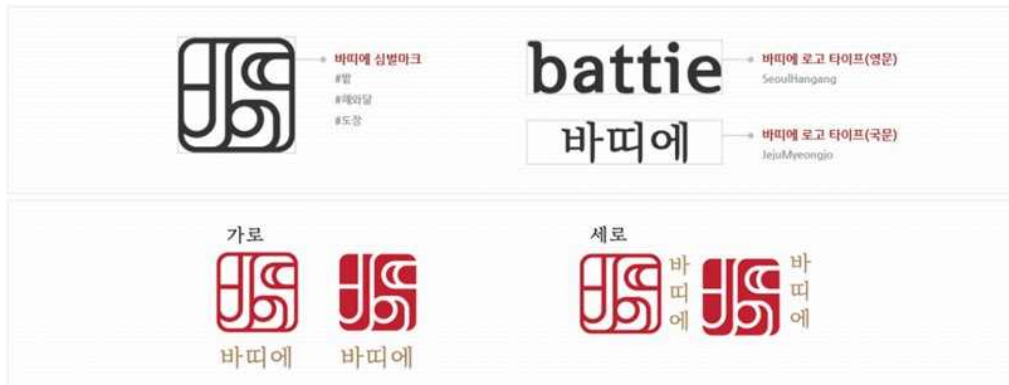 바띠에 심벌마크
#밭
#해와달
#도장
battie
바띠에 로고 타이프(영문)
SeoulHangang
바띠에
바띠에 로고 타이프(국문)
JejuMyeongjo
가로
바띠에
바띠에
세로
바띠에
바띠에